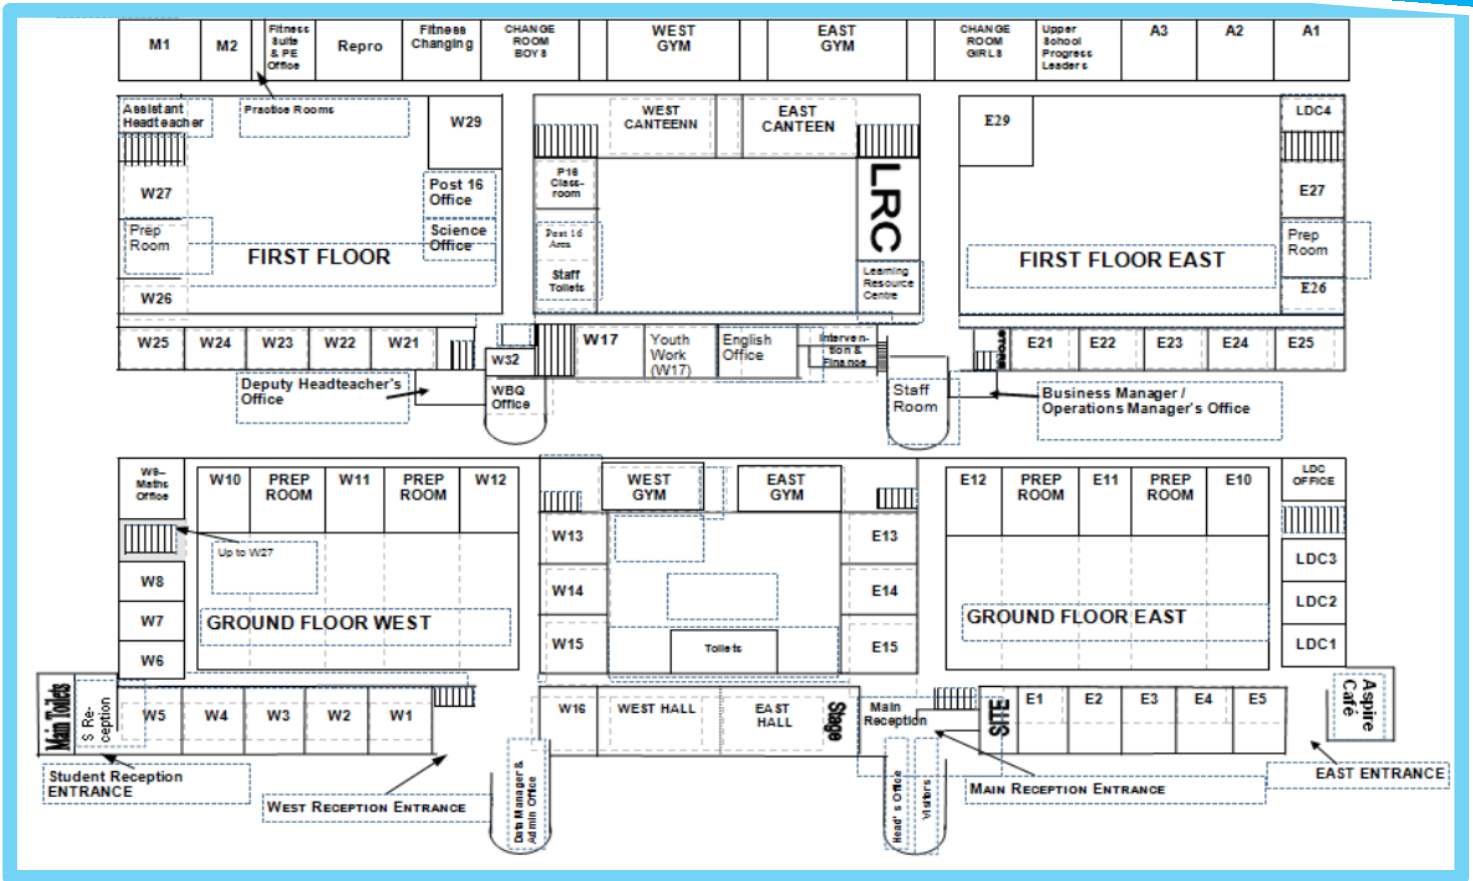 M1
M2
Fitness
Suite
& PE
Office
Repro
Fitness
Changing
CHANGE
ROOM
BOYS
WEST
GYM
EAST
GYM
CHANGE
ROOM
GIRLS
Upper
School
Progress
Leaders
A3
A2
A1
Assistant
Headteacher
Practice Rooms
W29
WEST
CANTEENN
EAST
CANTEEN
E29
LDC4
W27
Post 16
Office
P16
Class-
room
LRC
E27
Prep
Room
Science
Office
Post 16
Area
Prep
Room
FIRST FLOOR
FIRST FLOOR EAST
Staff
Toilets
Learning
Resource
Centre
W26
E26
W25
W24
W23
W22
W21
W32
W17
Youth
Work
(W17)
English
Office
Interven-
tion &
Finance
STORE
E21
E22
E23
E24
E25
Deputy Headteacher's
Office
WBQ
Office
Staff
Room
Business Manager /
Operations Manager's Office
W9–
Maths
Office
W10
PREP
ROOM
W11
PREP
ROOM
W12
WEST
GYM
EAST
GYM
E12
PREP
ROOM
E11
PREP
ROOM
E10
LDC
OFFICE
Up to W27
W13
E13
LDC3
W8
W14
E14
LDC2
W7
GROUND FLOOR WEST
GROUND FLOOR EAST
W15
Toilets
E15
LDC1
W6
Main Toilets
S Re-
ception
W5
W4
W3
W2
W1
W16
WEST HALL
EAST
HALL
Stage
Main
Reception
SITE
E1
E2
E3
E4
E5
Aspire
Café
Student Reception
ENTRANCE
WEST RECEPTION ENTRANCE
Data Manager &
Admin Office
Head' s Office
Visitors
MAIN RECEPTION ENTRANCE
EAST ENTRANCE